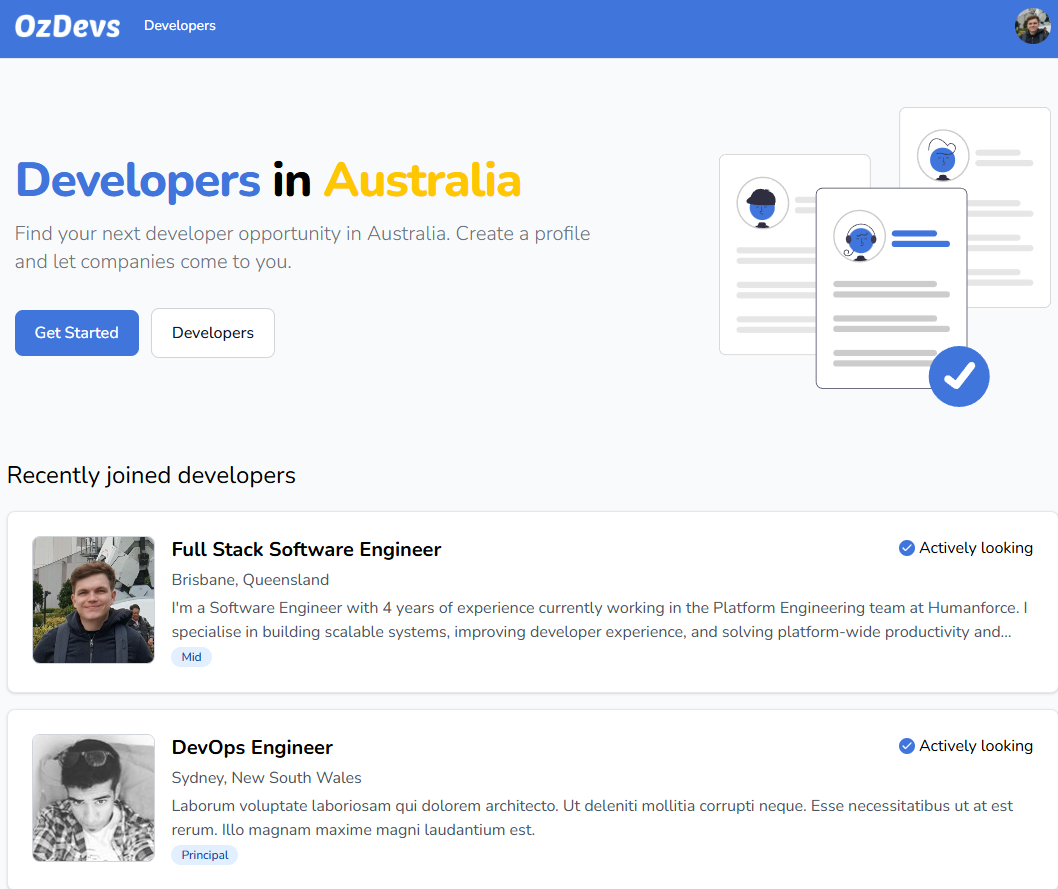 OzDevs
Developers
Developers in Australia
Find your next developer opportunity in Australia. Create a profile
and let companies come to you.
Get Started
Developers
Recently joined developers
Full Stack Software Engineer
Actively looking
Brisbane, Queensland
I'm a Software Engineer with 4 years of experience currently working in the Platform Engineering team at Humanforce. I
specialise in building scalable systems, improving developer experience, and solving platform-wide productivity and...
Mid
DevOps Engineer
Actively looking
Sydney, New South Wales
Laborum voluptate laboriosam qui dolorem architecto. Ut deleniti mollitia corrupti neque. Esse necessitatibus ut at est
rerum. Illo magnam maxime magni laudantium est.
Principal